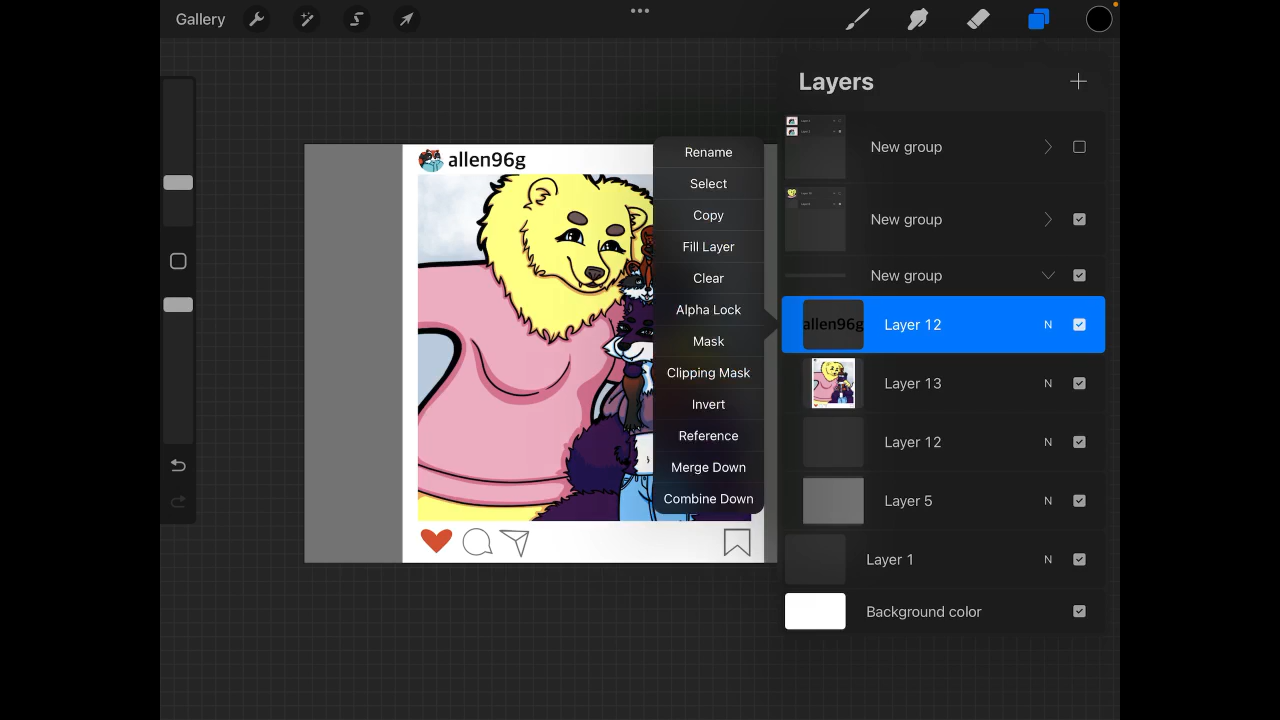 Gallery
Layers
allen96g
Rename
Select
Copy
Fill Layer
Clear
Alpha Lock
Mask
Clipping Mask
Invert
Reference
Merge Down
Combine Down
New group
New group
New group
allen96g
Layer 12
N
Layer 13
N
Layer 12
N
Layer 5
N
Layer 1
N
Background color